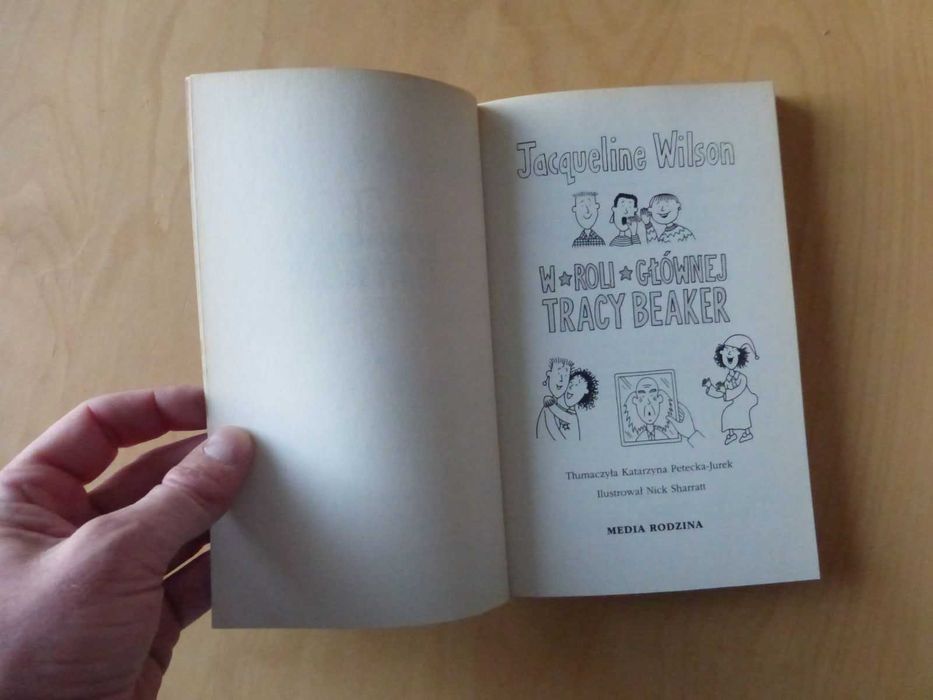 Jacqueline Wilson
W★ROLI★GŁÓWNEJ
TRACY BEAKER
Tłumaczyła Katarzyna Petecka-Jurek
Ilustrował Nick Sharratt
MEDIA RODZINA